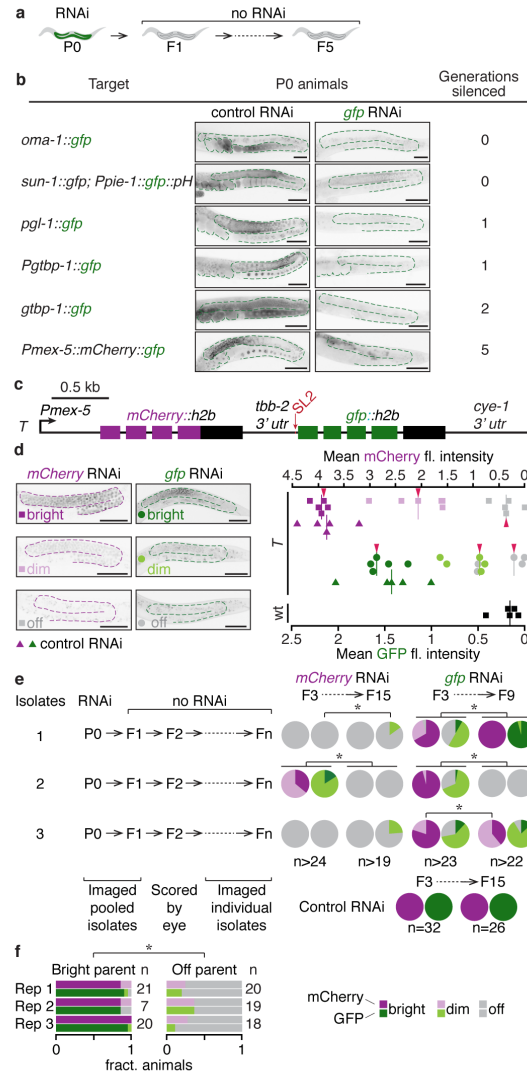 a
RNAi
no RNAi
P0
F1
F5
b
Target
P0 animals
Generations silenced
control RNAi
gfp RNAi
oma-1::gfp
0
sun-1::gfp; Ppie-1::gfp::pH
0
pgl-1::gfp
1
Pgtbp-1::gfp
1
gtbp-1::gfp
2
Pmex-5::mCherry::gfp
5
c
0.5 kb
T
Pmex-5
mCherry::h2b
tbb-2
3' utr
SL2
gfp::h2b
cye-1
3' utr
d
mCherry RNAi
gfp RNAi
bright
bright
dim
dim
off
off
control RNAi
Mean mCherry fl. intensity
4.5 4 3.5 3 2.5 2 1.5 1 0.5 0
T
wt
2.5 2 1.5 1 0.5 0
Mean GFP fl. intensity
e
mCherry RNAi
gfp RNAi
Isolates
RNAi
no RNAi
F3 F15
F3 F9
*
*
1
P0 F1 F2 Fn
*
*
2
P0 F1 F2 Fn
*
3
P0 F1 F2 Fn
n>24
n>19
n>23
n>22
Imaged pooled isolates
Scored by eye
Imaged individual isolates
F3 F15
Control RNAi
n=32
n=26
f
*
Bright parent n
Off parent n
Rep 1 21 20
Rep 2 7 19
Rep 3 20 18
0 1 0 1
fract. animals
mCherry
GFP
bright
dim
off